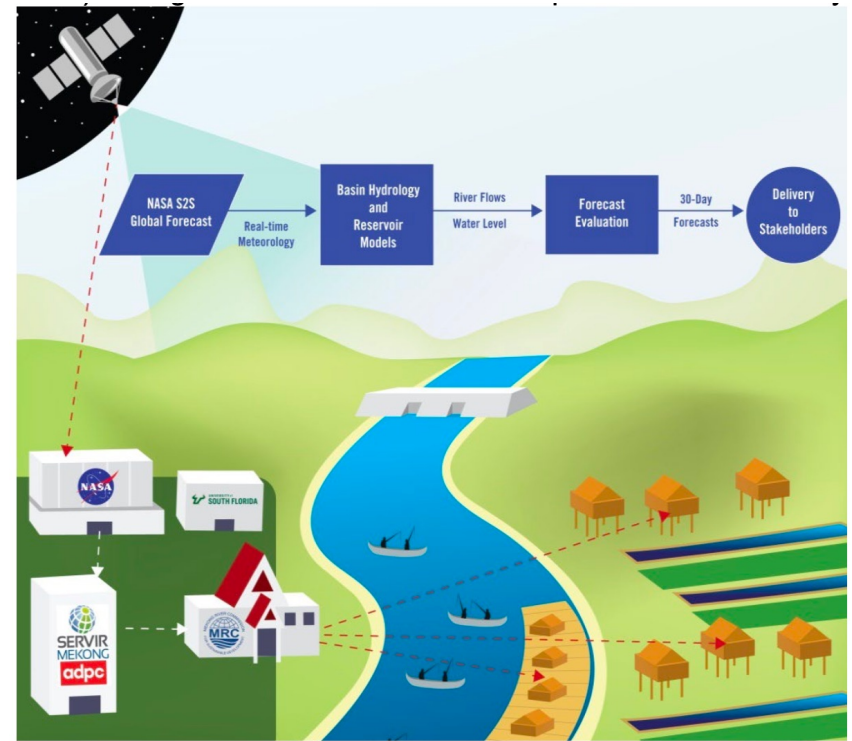 NASA S2S
Global Forecast
Real-time
Meteorology
Basin Hydrology
and
Reservoir
Models
River Flows
Water Level
Forecast
Evaluation
30-Day
Forecasts
Delivery
to
Stakeholders
NASA
SOUTH FLORIDA
SERVIR
MEKONG
adpc
MRC